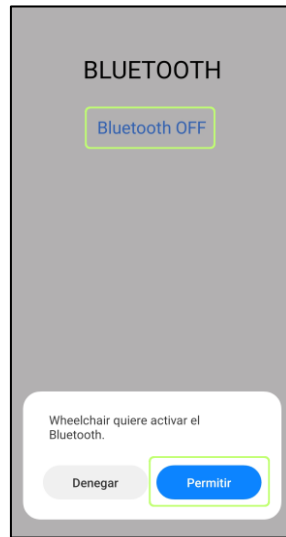 BLUETOOTH
Bluetooth OFF
Wheelchair quiere activar el
Bluetooth.
Denegar Permitir